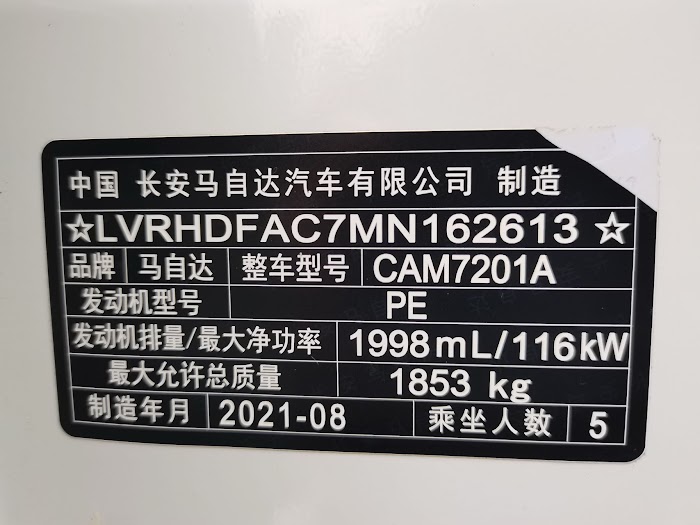 中国 长安马自达汽车有限公司 制造
☆LVRHDFAC7MN162613☆
品牌 马自达 整车型号 CAM7201A
发动机型号 PE
发动机排量/最大净功率 1998mL/116kW
最大允许总质量 1853 kg
制造年月 2021-08 乘坐人数 5